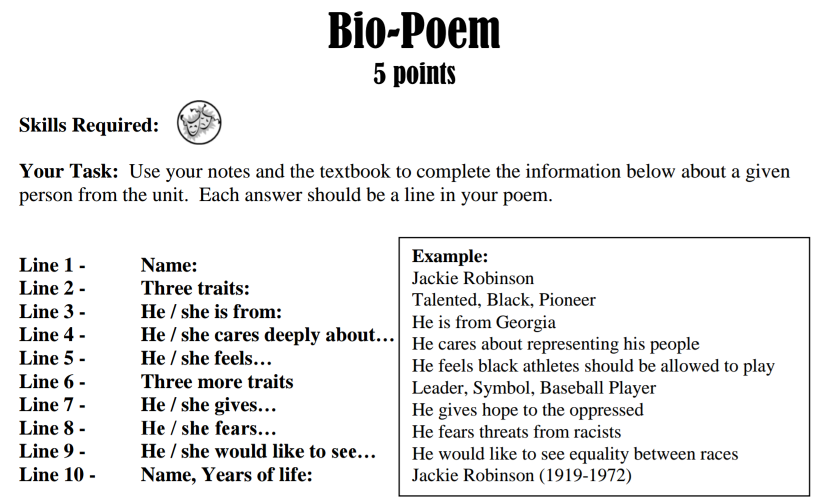 Bio-Poem
5 points
Skills Required:
Your Task: Use your notes and the textbook to complete the information below about a given
person from the unit. Each answer should be a line in your poem.
Line 1 - Name:
Line 2 - Three traits:
Line 3 - He / she is from:
Line 4 - He / she cares deeply about…
Line 5 - He / she feels…
Line 6 - Three more traits
Line 7 - He / she gives…
Line 8 - He / she fears…
Line 9 - He / she would like to see…
Line 10 - Name, Years of life:
Example:
Jackie Robinson
Talented, Black, Pioneer
He is from Georgia
He cares about representing his people
He feels black athletes should be allowed to play
Leader, Symbol, Baseball Player
He gives hope to the oppressed
He fears threats from racists
He would like to see equality between races
Jackie Robinson (1919-1972)